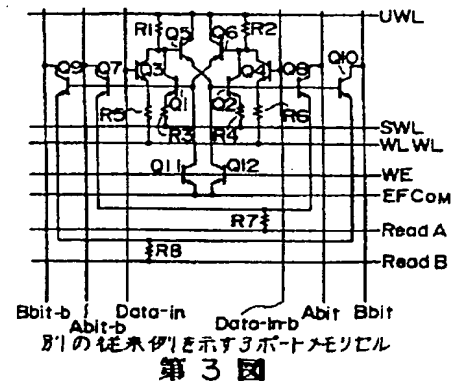 UWL
R1 Q5 Q6 R2
Q9 Q7 Q3 Q4 Q8 Q10
Q1 Q2
R5 R6
R3 R4
SWL
WLWL
Q11 Q12
WE
EFCOM
R7
Read A
R8
Read B
Bbit-b Data-in Abit Bbit
Abit-b Data-in-b
別の従来例を示す3ポートメモリセル
第3図